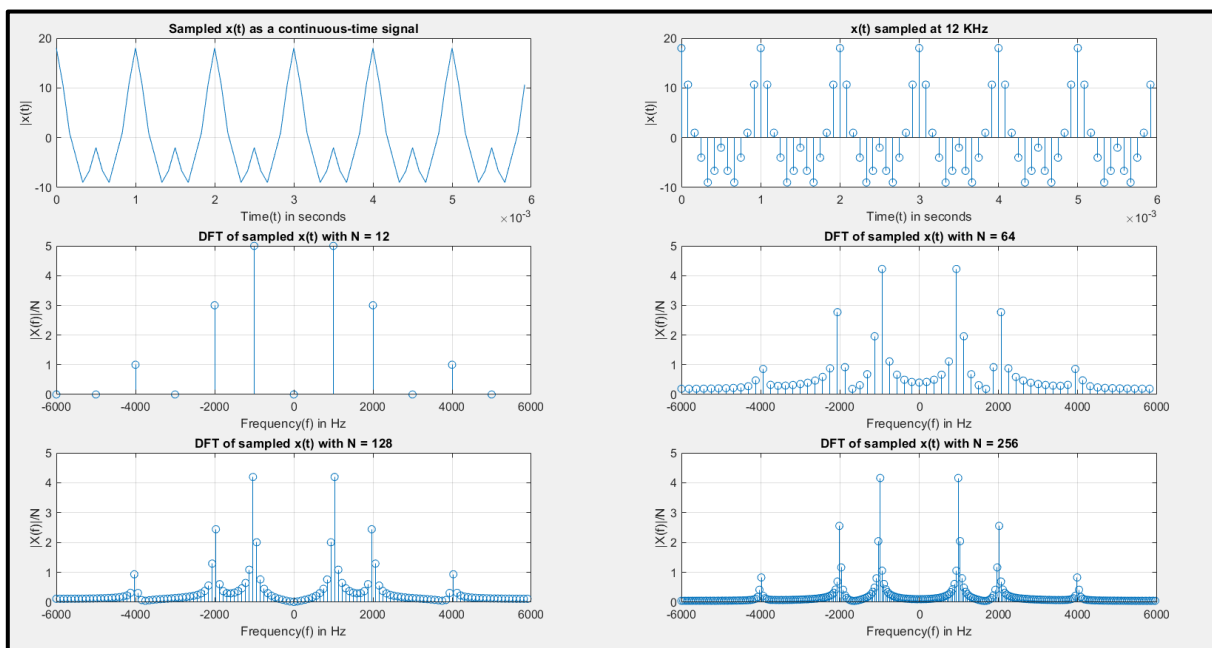 Sampled x(t) as a continuous-time signal
|x(t)|
20
10
0
-10
0 1 2 3 4 5 6
Time(t) in seconds
×10-3
x(t) sampled at 12 KHz
|x(t)|
20
10
0
-10
0 1 2 3 4 5 6
Time(t) in seconds
×10-3
DFT of sampled x(t) with N = 12
|X(f)|/N
5
4
3
2
1
0
-6000 -4000 -2000 0 2000 4000 6000
Frequency(f) in Hz
DFT of sampled x(t) with N = 64
|X(f)|/N
5
4
3
2
1
0
-6000 -4000 -2000 0 2000 4000 6000
Frequency(f) in Hz
DFT of sampled x(t) with N = 128
|X(f)|/N
5
4
3
2
1
0
-6000 -4000 -2000 0 2000 4000 6000
Frequency(f) in Hz
DFT of sampled x(t) with N = 256
|X(f)|/N
5
4
3
2
1
0
-6000 -4000 -2000 0 2000 4000 6000
Frequency(f) in Hz